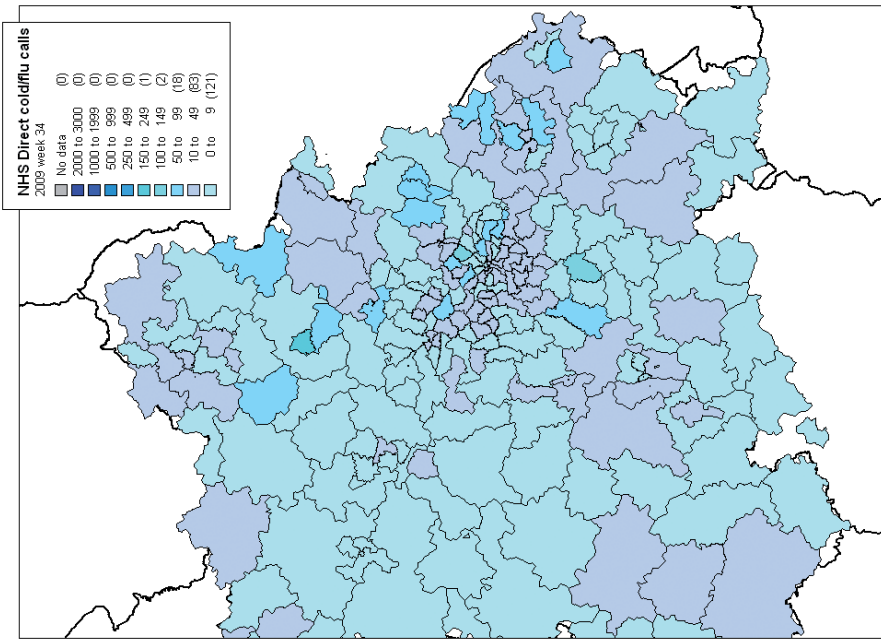 NHS Direct cold/flu calls
2009 week 34
No data (0)
2000 to 3000 (0)
1000 to 1999 (0)
500 to 999 (0)
250 to 499 (0)
150 to 249 (1)
100 to 149 (2)
50 to 99 (18)
10 to 49 (83)
0 to 9 (121)